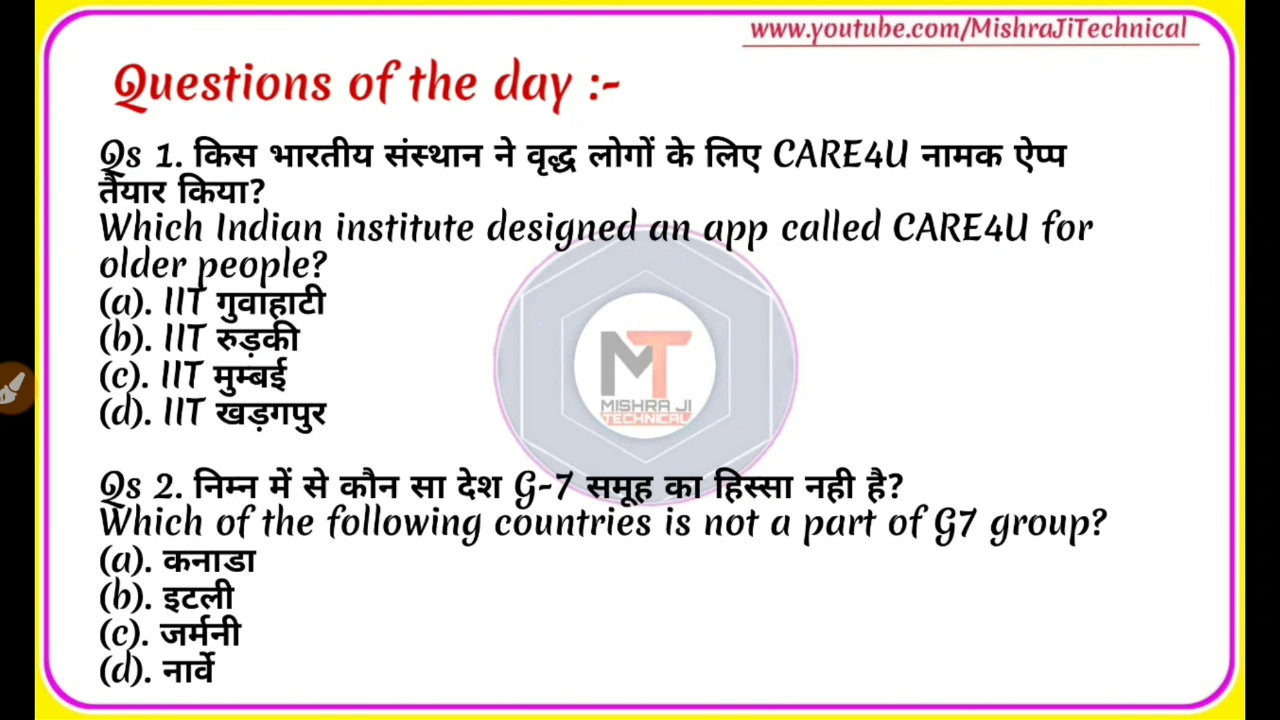 www.youtube.com/MishraJiTechnical
Questions of the day :-
Qs 1. किस भारतीय संस्थान ने वृद्ध लोगों के लिए CARE4U नामक ऐप्प
तैयार किया?
Which Indian institute designed an app called CARE4U for
older people?
(a). IIT गुवाहाटी
(b). IIT रुड़की
(c). IIT मुम्बई
(d). IIT खड़गपुर
MT
MISHRA JI
TECHNICAL
Qs 2. निम्न में से कौन सा देश G-7 समूह का हिस्सा नही है?
Which of the following countries is not a part of G7 group?
(a). कनाडा
(b). इटली
(c). जर्मनी
(d). नार्वे